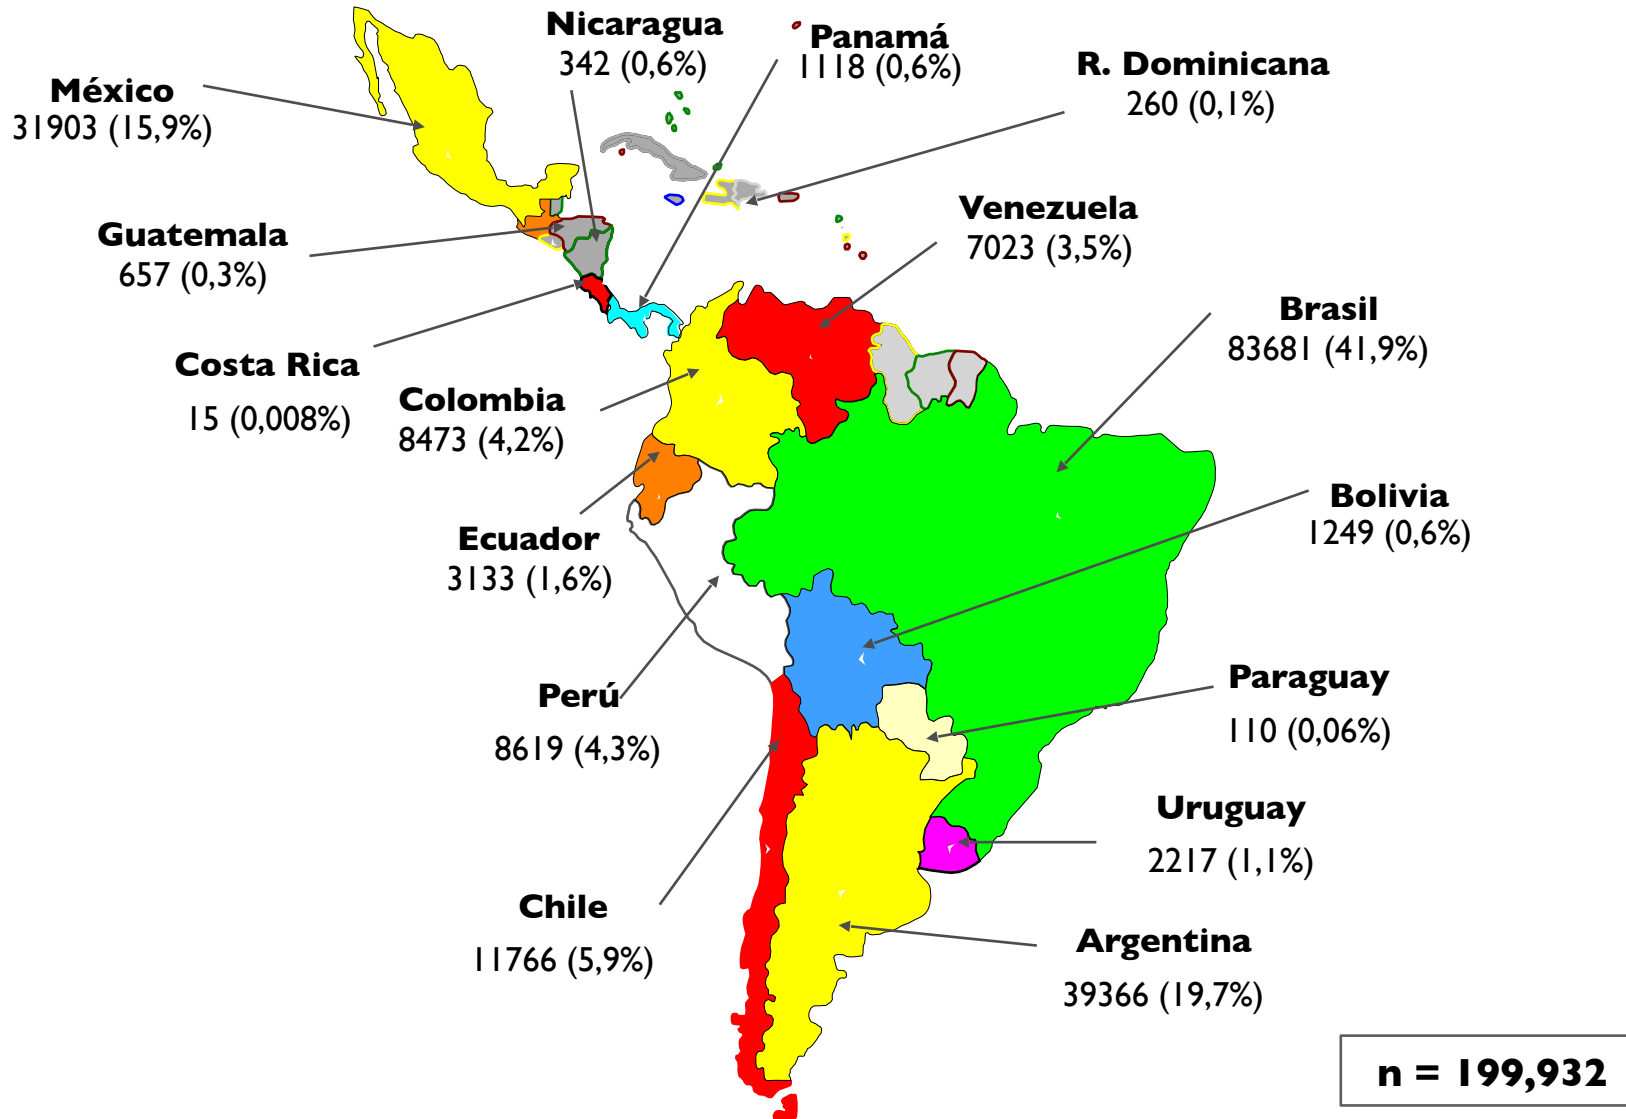 Nicaragua
342 (0,6%)
Panamá
1118 (0,6%)
R. Dominicana
260 (0,1%)
México
31903 (15,9%)
Venezuela
7023 (3,5%)
Guatemala
657 (0,3%)
Brasil
83681 (41,9%)
Costa Rica
15 (0,008%)
Colombia
8473 (4,2%)
Bolivia
1249 (0,6%)
Ecuador
3133 (1,6%)
Paraguay
110 (0,06%)
Perú
8619 (4,3%)
Uruguay
2217 (1,1%)
Chile
11766 (5,9%)
Argentina
39366 (19,7%)
n = 199,932